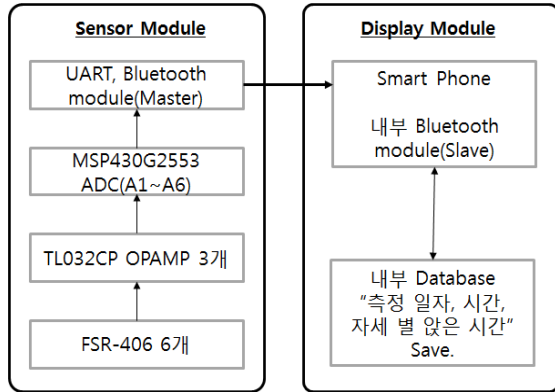 Sensor Module
UART, Bluetooth
module(Master)
MSP430G2553
ADC(A1~A6)
TL032CP OPAMP 3개
FSR-406 6개
Display Module
Smart Phone
내부 Bluetooth
module(Slave)
내부 Database
"측정 일자, 시간,
자세 별 앉은 시간"
Save.